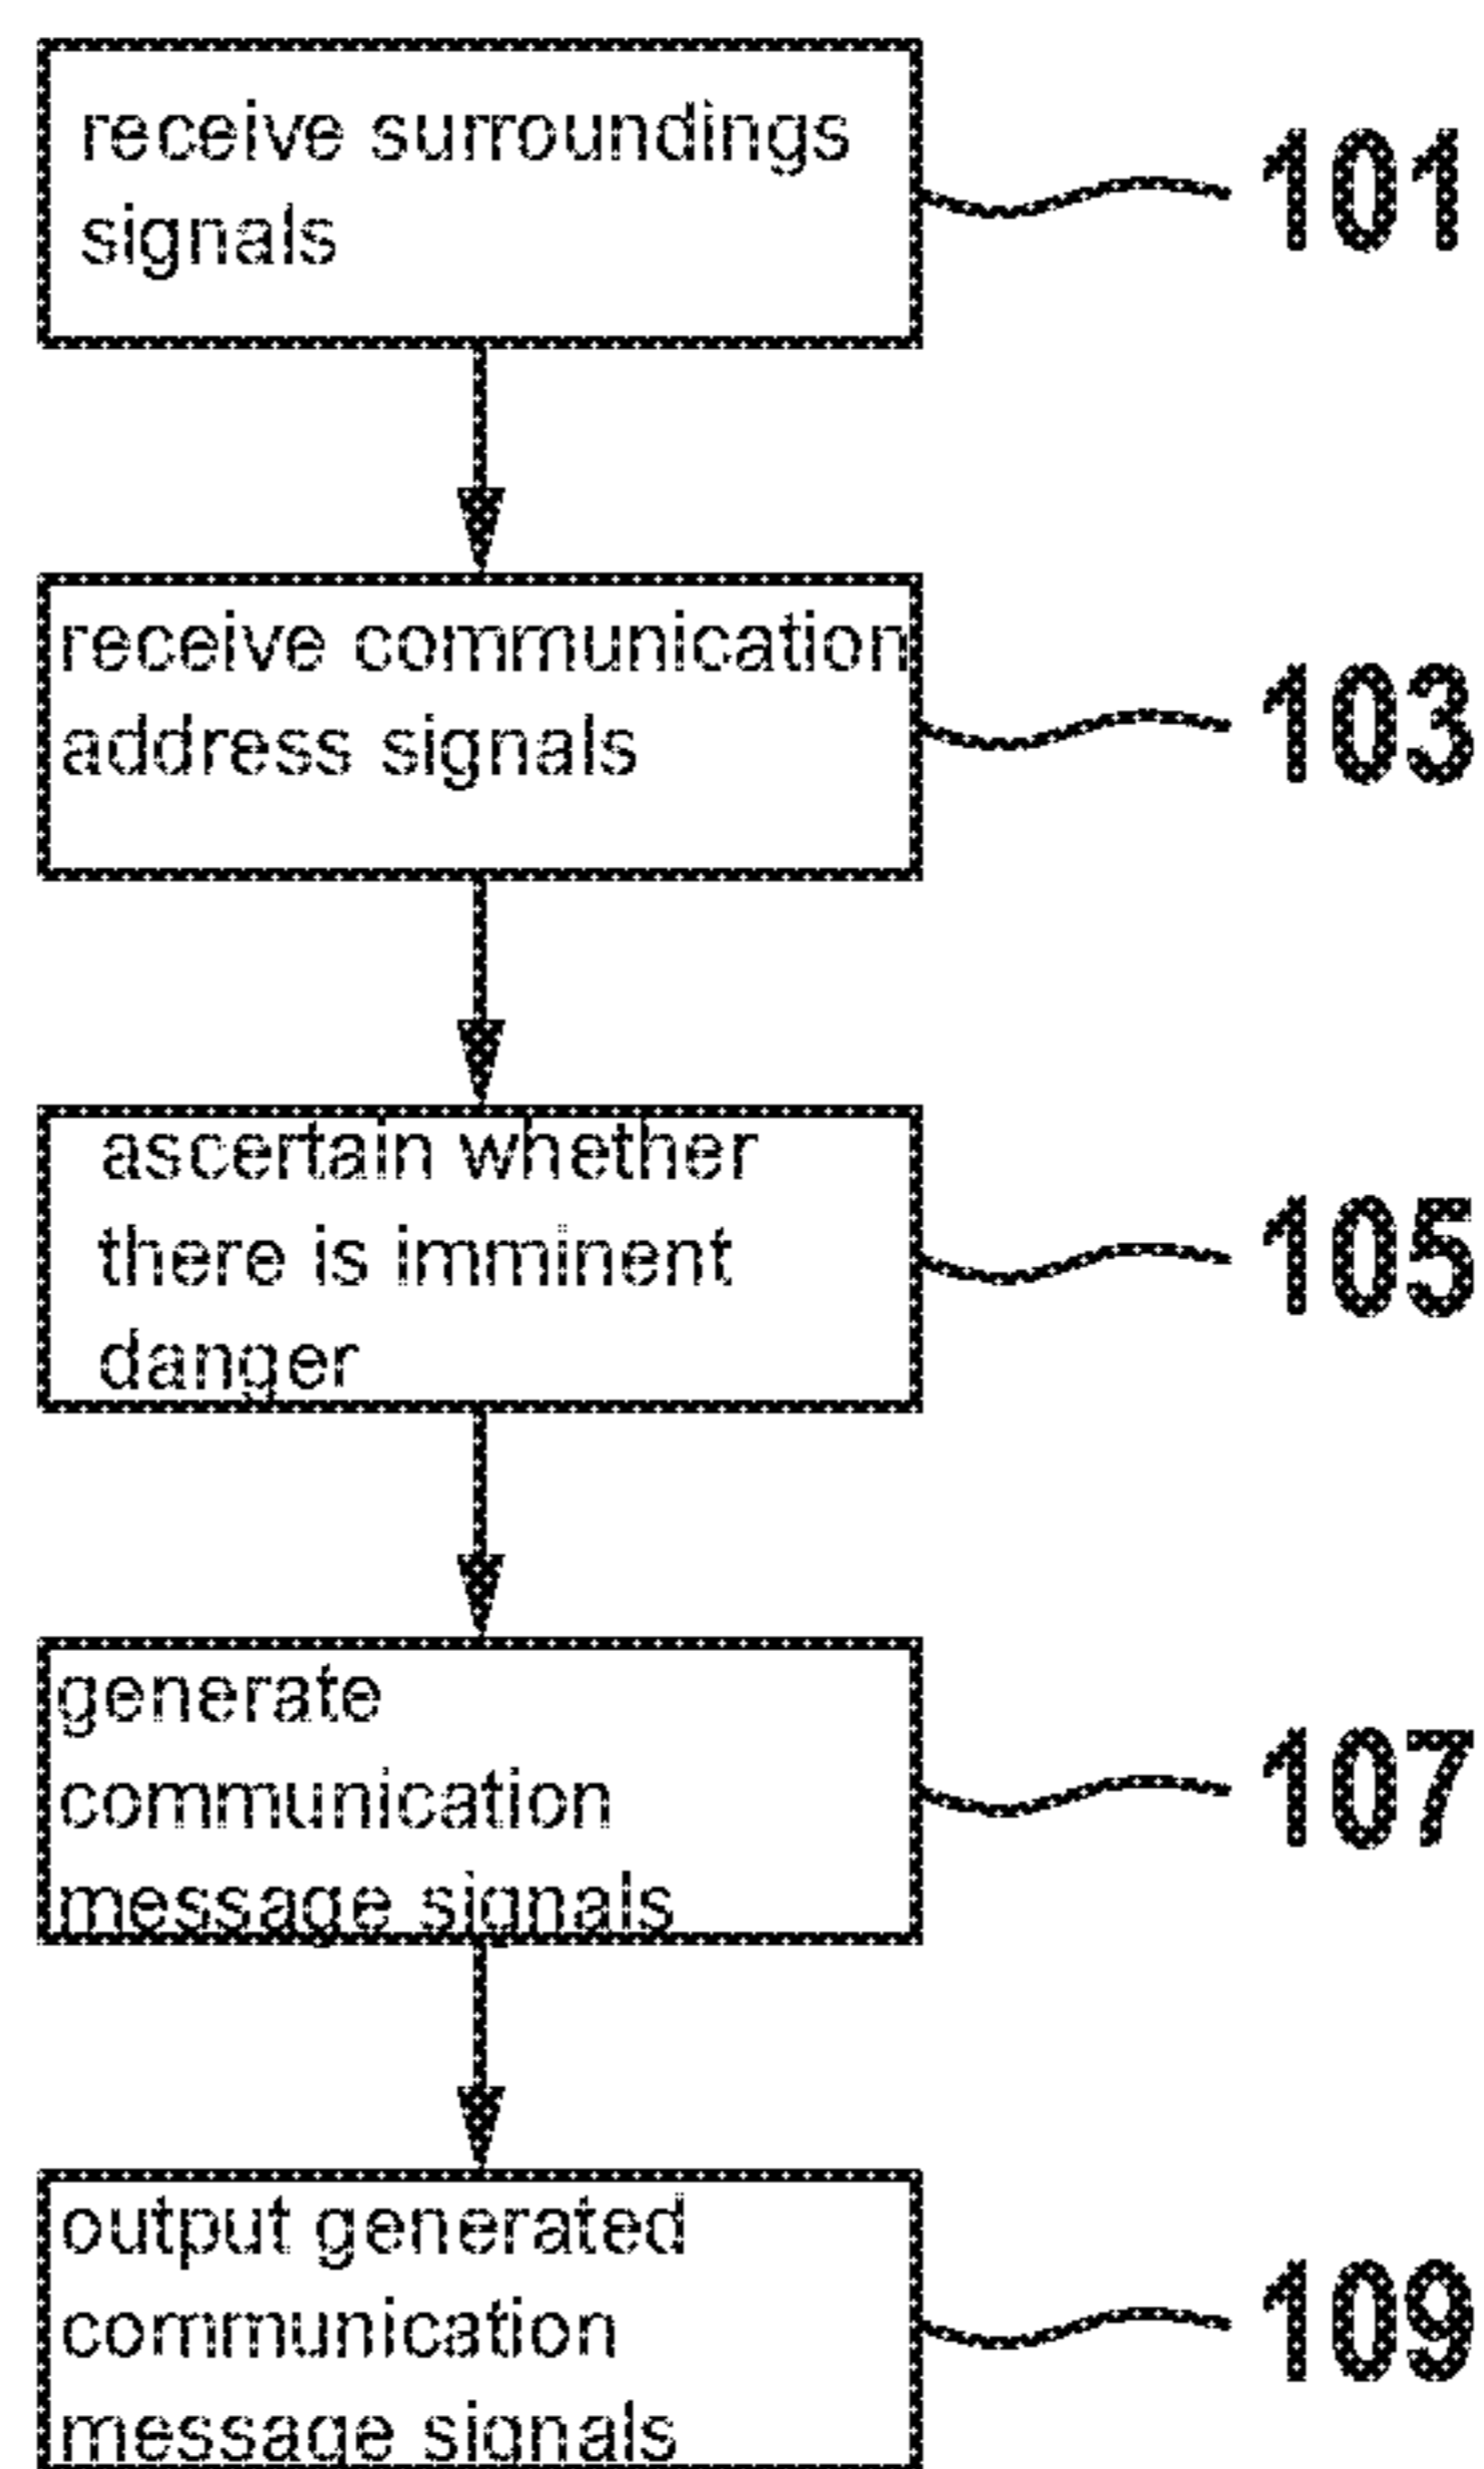 receive surroundings
signals
101
receive communication
address signals
103
ascertain whether
there is imminent
danger
105
generate
communication
message signals
107
output generated
communication
message signals
109